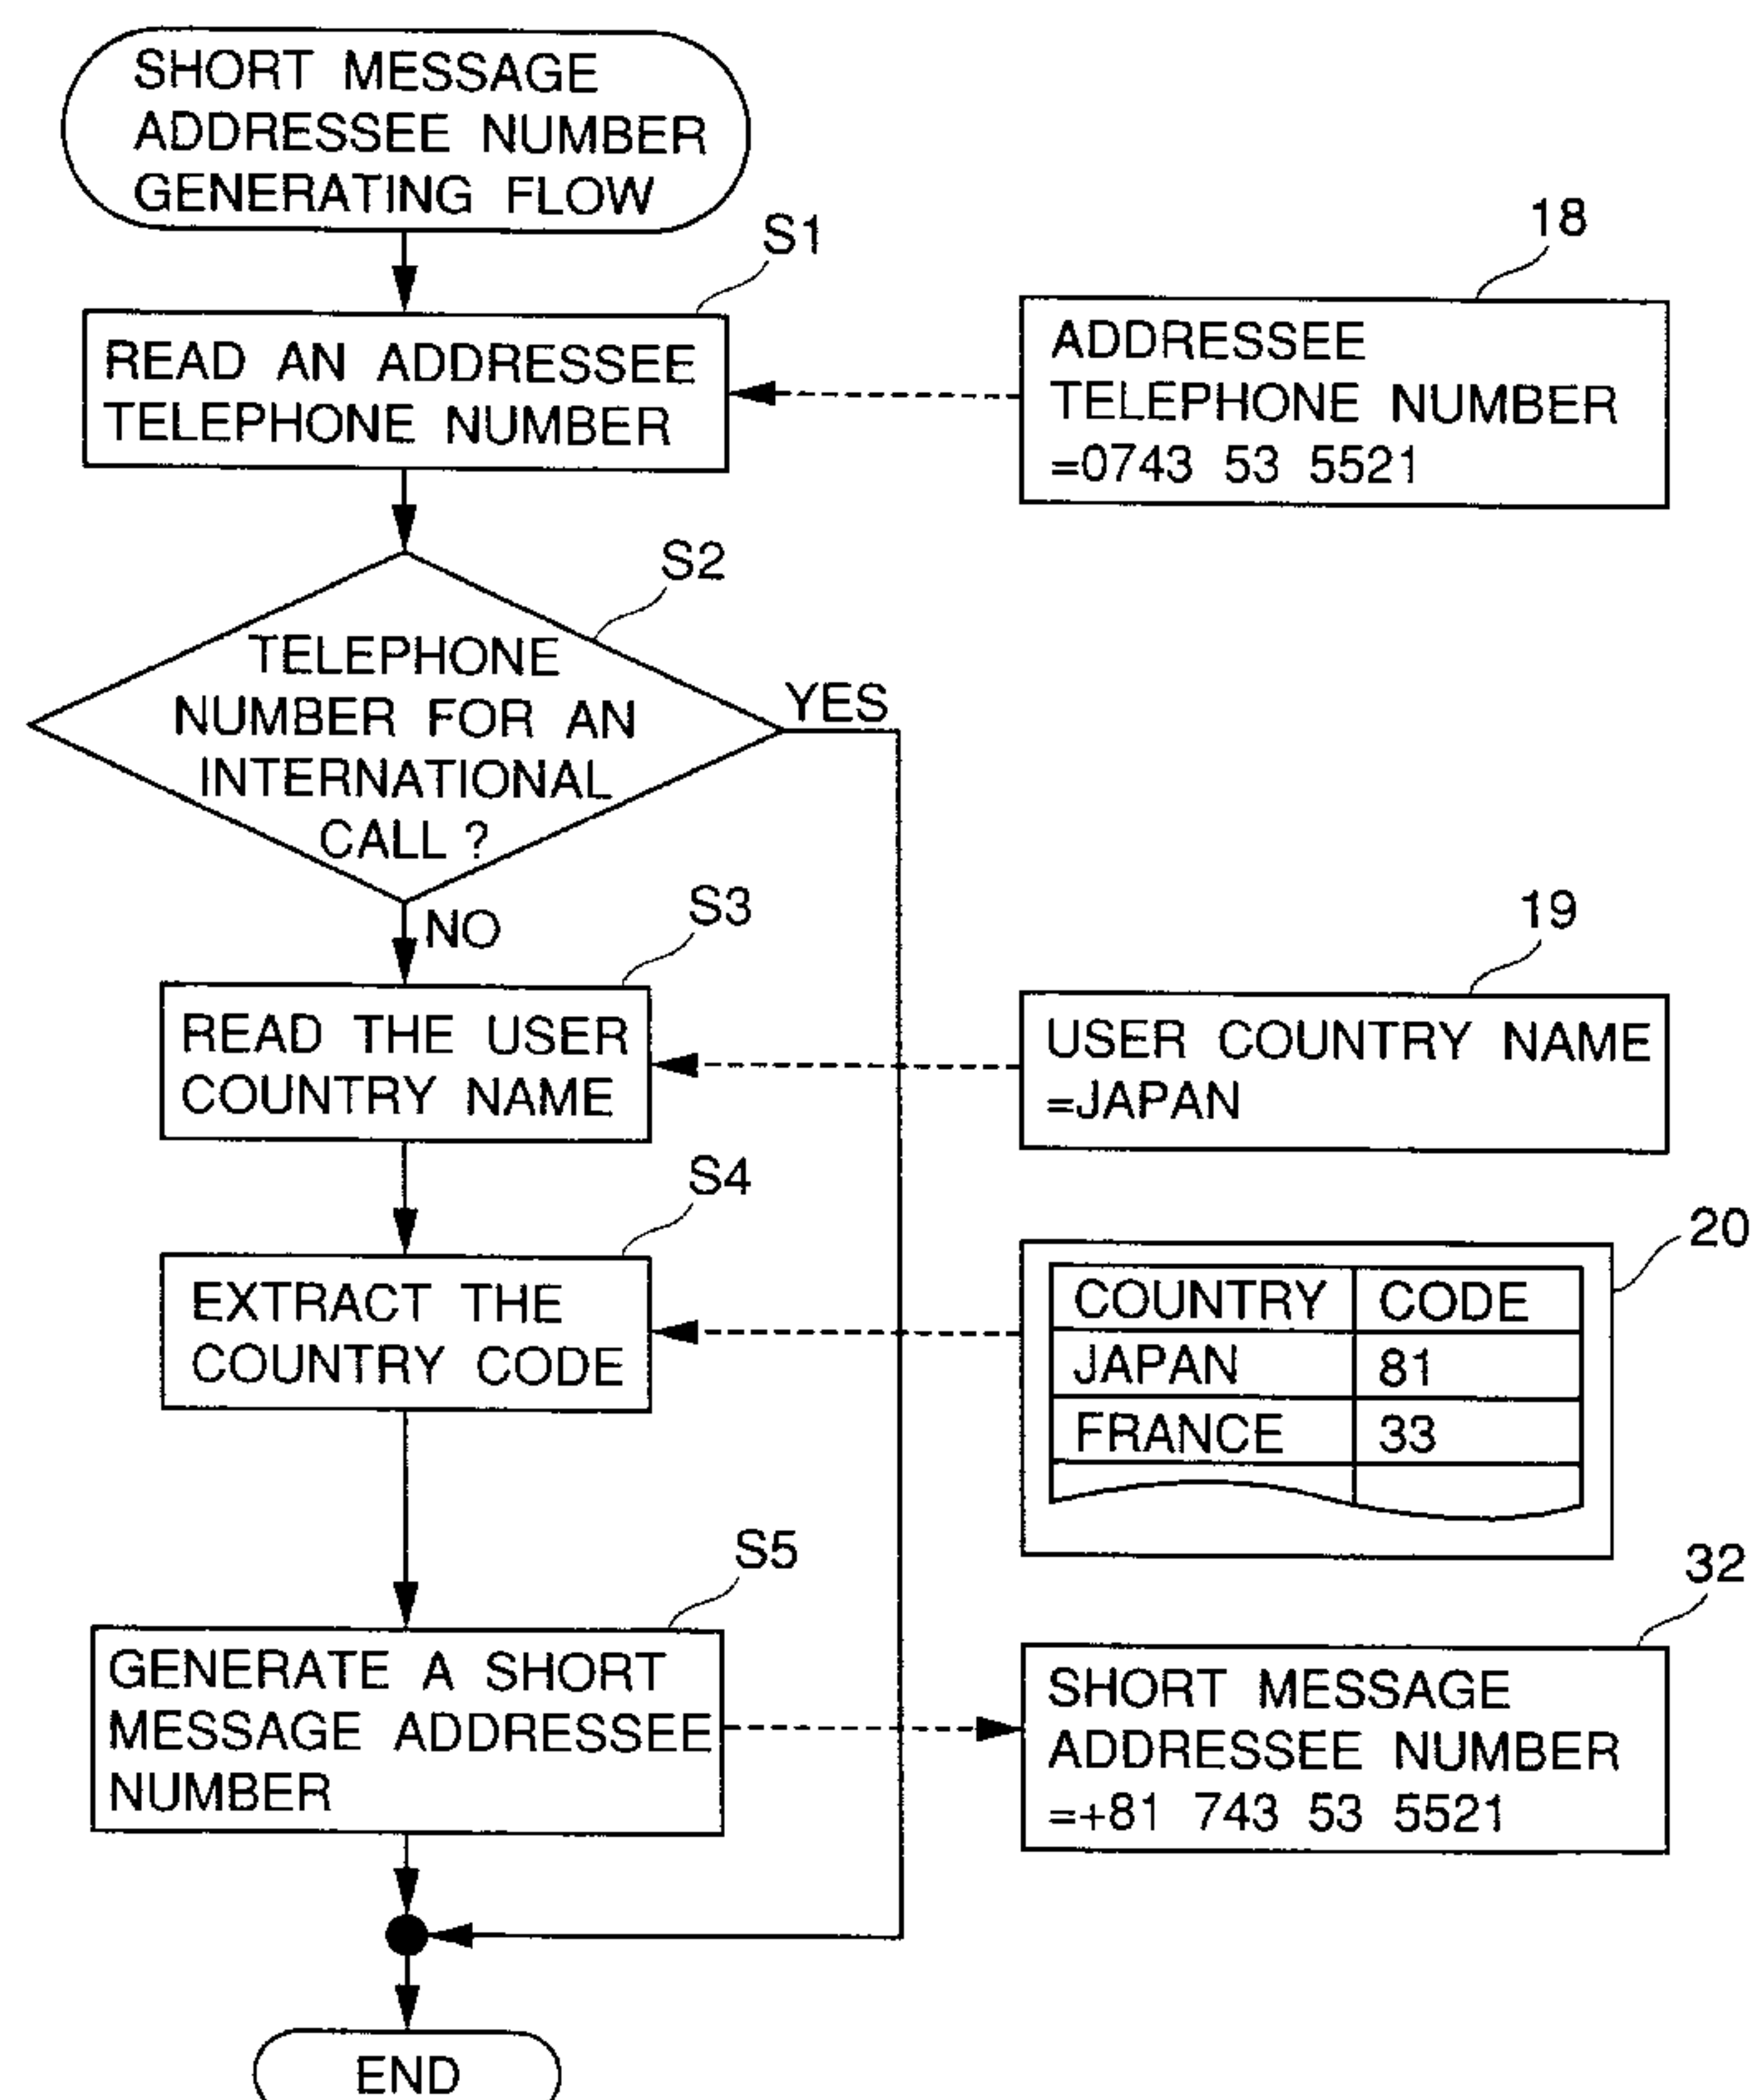 SHORT MESSAGE
ADDRESSEE NUMBER
GENERATING FLOW
S1
READ AN ADDRESSEE
TELEPHONE NUMBER
18
ADDRESSEE
TELEPHONE NUMBER
=0743 53 5521
S2
TELEPHONE
NUMBER FOR AN
INTERNATIONAL
CALL ?
YES
NO
S3
READ THE USER
COUNTRY NAME
19
USER COUNTRY NAME
=JAPAN
S4
EXTRACT THE
COUNTRY CODE
20
COUNTRY CODE
JAPAN 81
FRANCE 33
S5
GENERATE A SHORT
MESSAGE ADDRESSEE
NUMBER
32
SHORT MESSAGE
ADDRESSEE NUMBER
=+81 743 53 5521
END